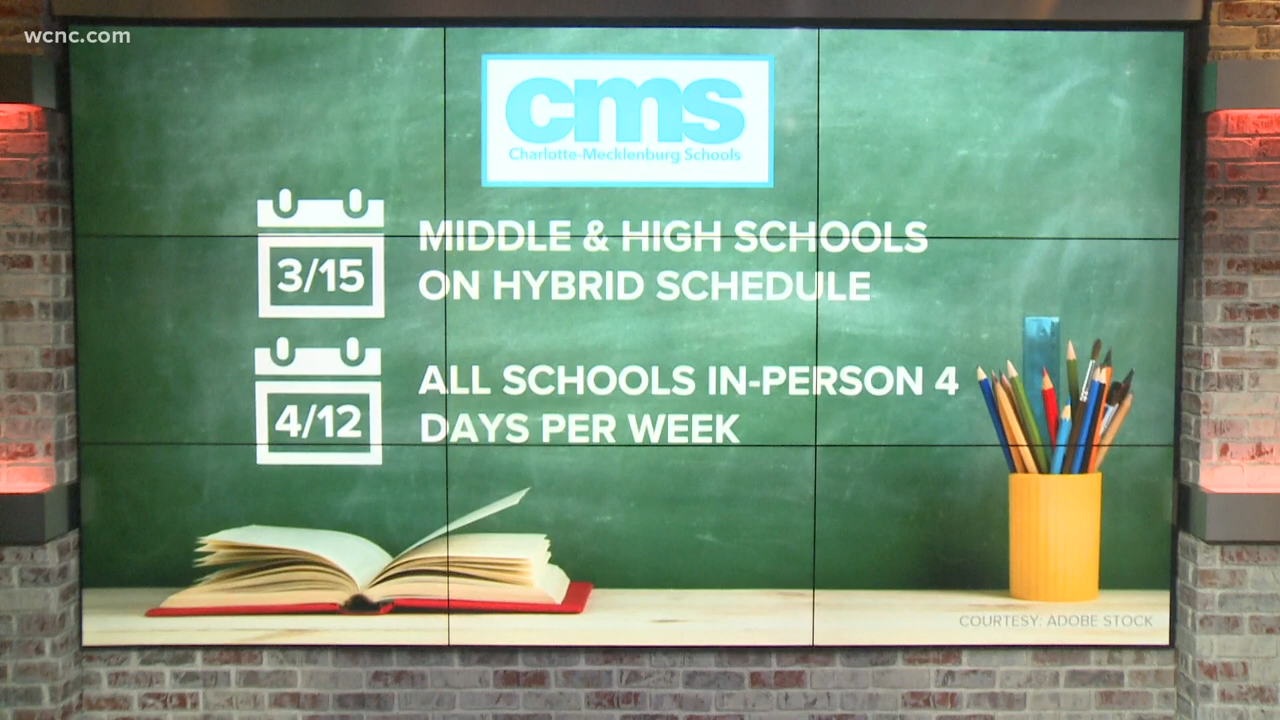 wcnc.com
cms
Charlotte-Mecklenburg Schools
3/15
MIDDLE & HIGH SCHOOLS
ON HYBRID SCHEDULE
4/12
ALL SCHOOLS IN-PERSON 4
DAYS PER WEEK
COURTESY: ADOBE STOCK